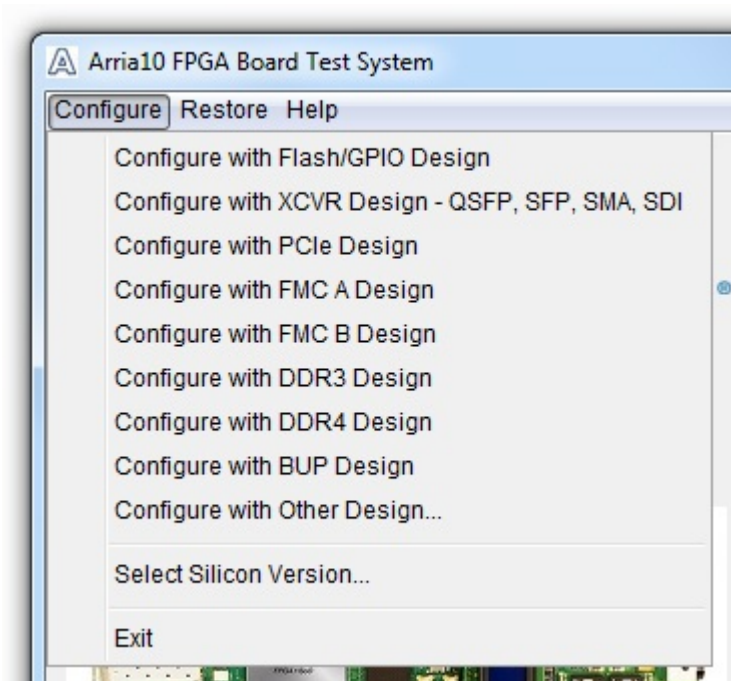 Arria10 FPGA Board Test System
Configure Restore Help
Configure with Flash/GPIO Design
Configure with XCVR Design - QSFP, SFP, SMA, SDI
Configure with PCIe Design
Configure with FMC A Design
Configure with FMC B Design
Configure with DDR3 Design
Configure with DDR4 Design
Configure with BUP Design
Configure with Other Design...
Select Silicon Version...
Exit